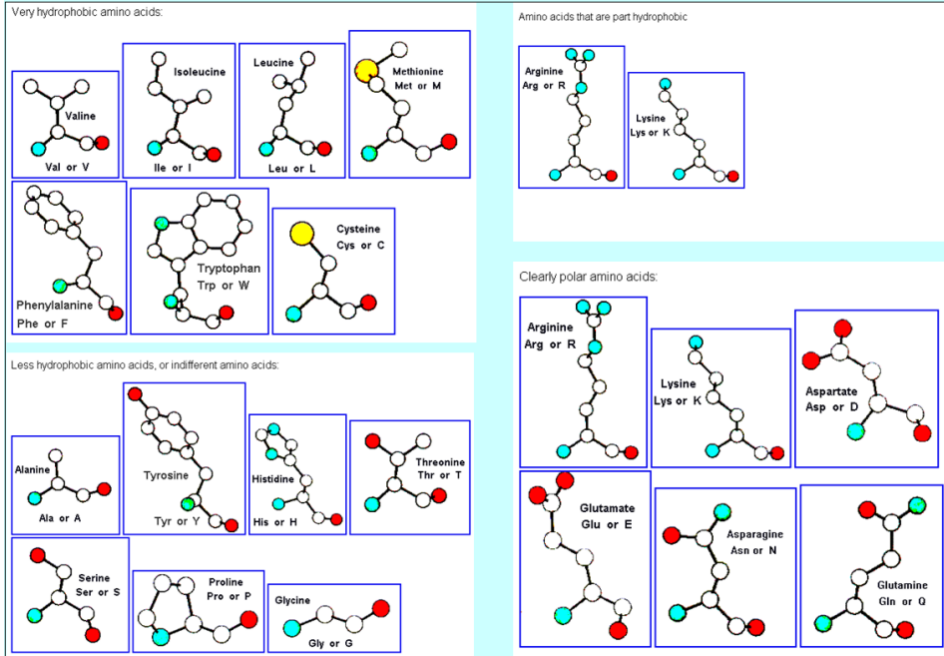 Very hydrophobic amino acids:
Valine
Val or V
Isoleucine
Ile or I
Leucine
Leu or L
Methionine
Met or M
Phenylalanine
Phe or F
Tryptophan
Trp or W
Cysteine
Cys or C
Less hydrophobic amino acids, or indifferent amino acids:
Alanine
Ala or A
Tyrosine
Tyr or Y
Histidine
His or H
Threonine
Thr or T
Serine
Ser or S
Proline
Pro or P
Glycine
Gly or G
Amino acids that are part hydrophobic
Arginine
Arg or R
Lysine
Lys or K
Clearly polar amino acids:
Arginine
Arg or R
Lysine
Lys or K
Aspartate
Asp or D
Glutamate
Glu or E
Asparagine
Asn or N
Glutamine
Gln or Q